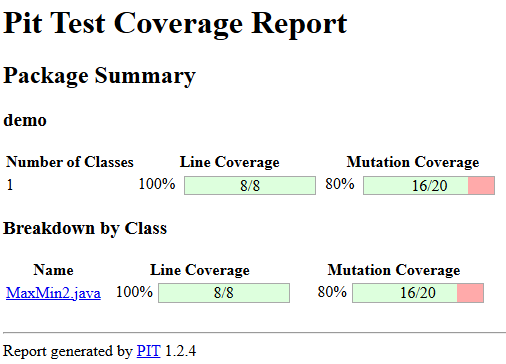 Pit Test Coverage Report
Package Summary
demo
Number of Classes Line Coverage Mutation Coverage
1 100% 8/8 80% 16/20
Breakdown by Class
Name Line Coverage Mutation Coverage
MaxMin2.java 100% 8/8 80% 16/20
Report generated by PIT 1.2.4